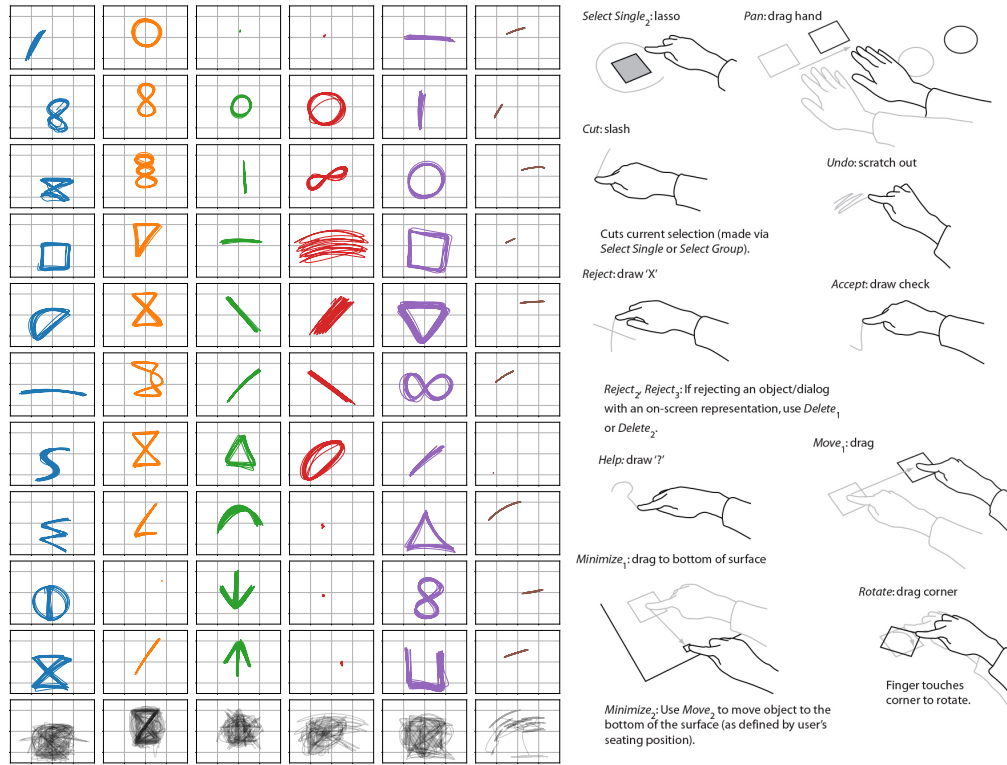 Select Single2: lasso
Pan: drag hand
Cut: slash
Undo: scratch out
Cuts current selection (made via
Select Single or Select Group).
Reject: draw ‘X’
Accept: draw check
Reject2, Reject3: If rejecting an object/dialog
with an on-screen representation, use Delete1
or Delete2.
Move1: drag
Help: draw ‘?’
Minimize1: drag to bottom of surface
Rotate: drag corner
Finger touches
corner to rotate.
Minimize2: Use Move2 to move object to the
bottom of the surface (as defined by user’s
seating position).